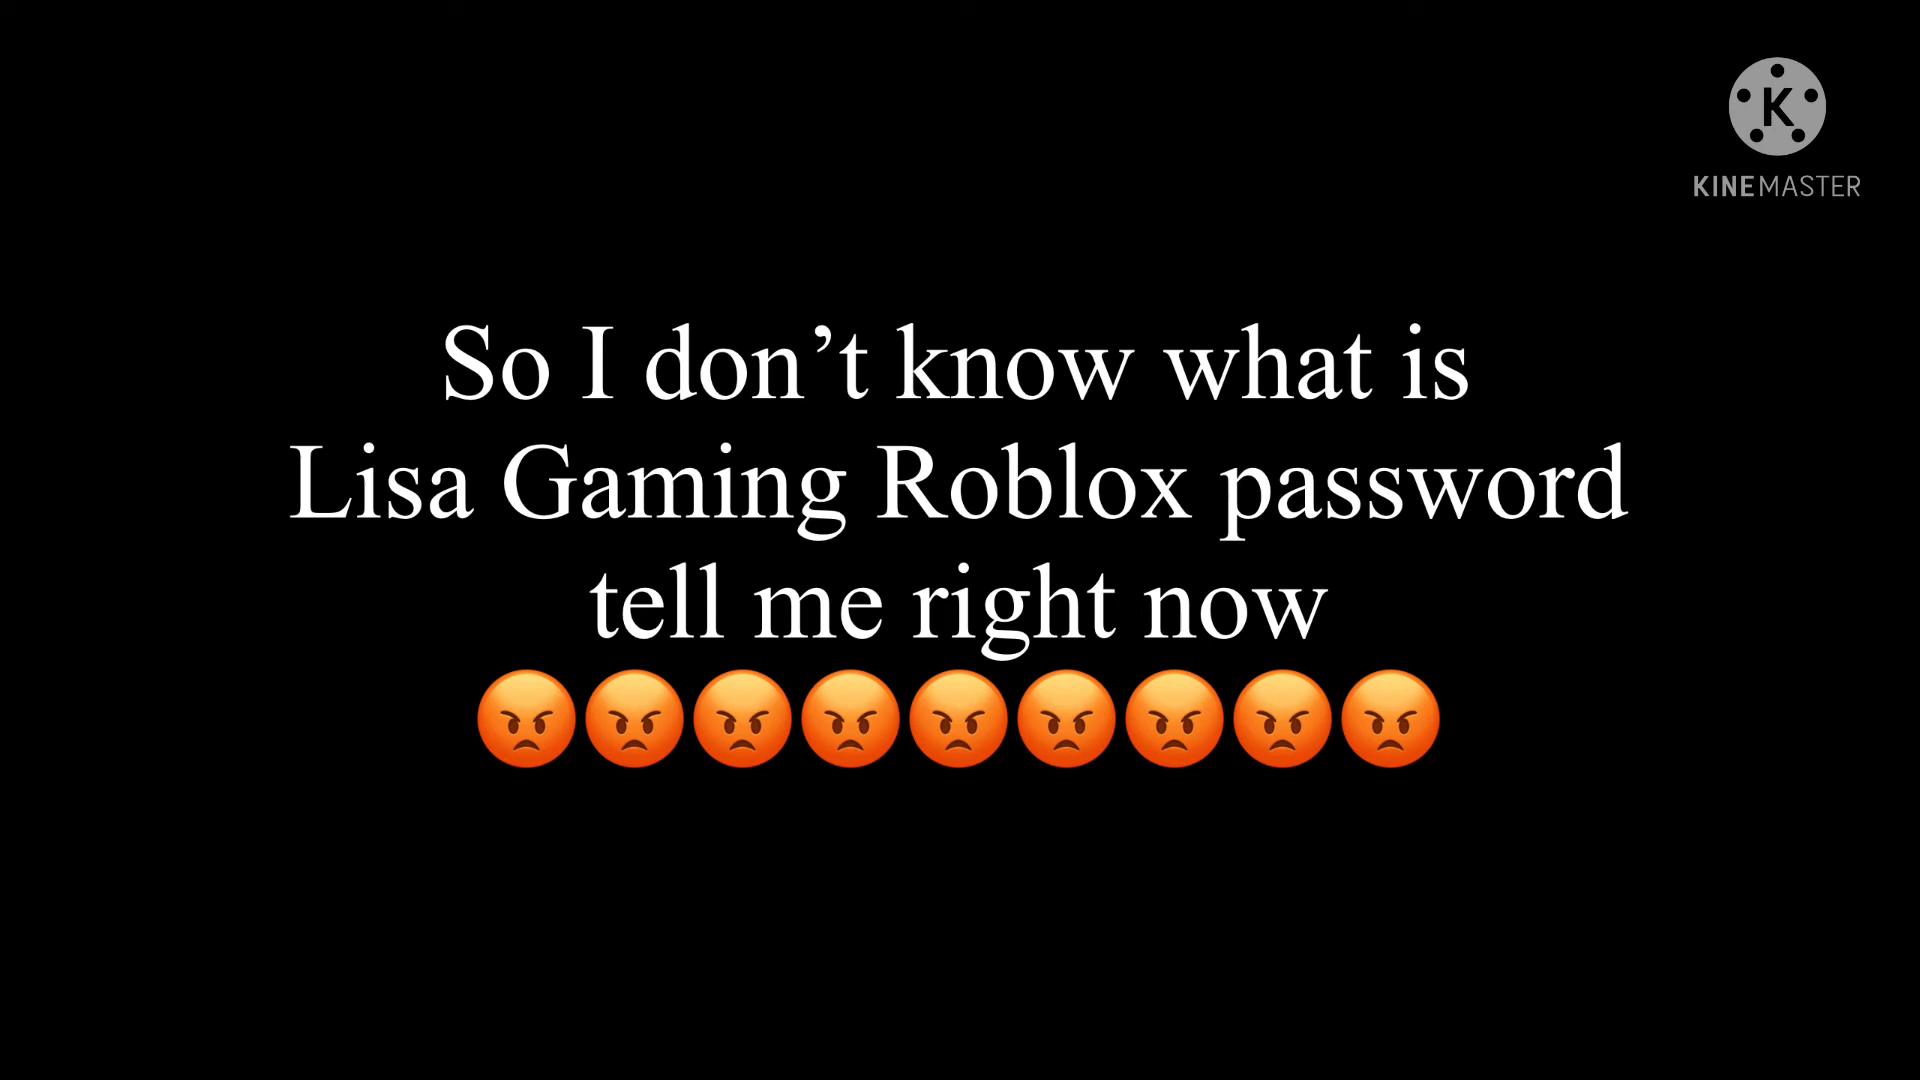 K
KINEMASTER
So I don’t know what is
Lisa Gaming Roblox password
tell me right now
😡😡😡😡😡😡😡😡😡